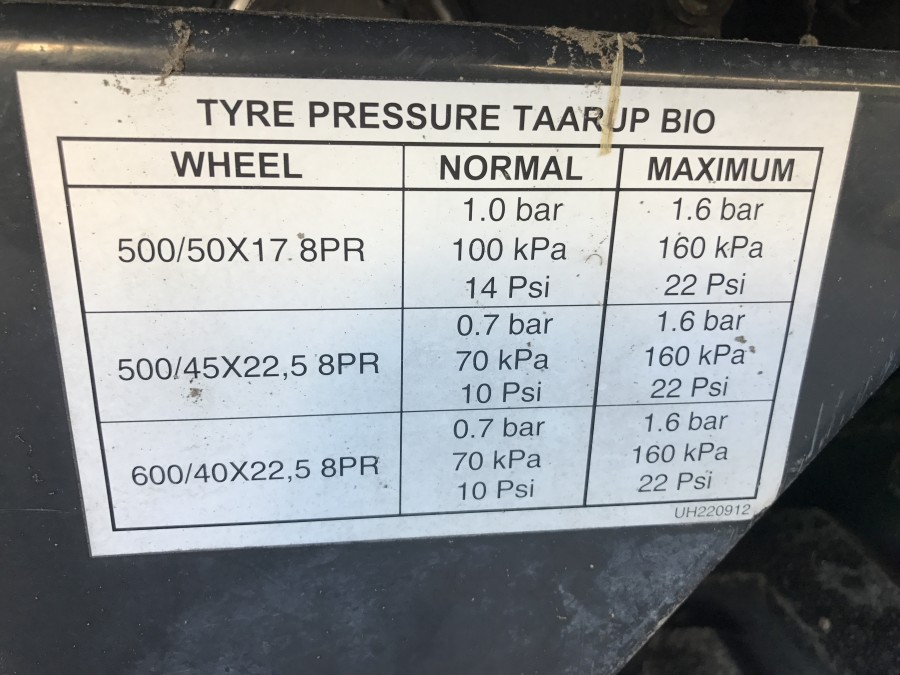 TYRE PRESSURE TAARUP BIO
WHEEL NORMAL MAXIMUM
500/50X17 8PR
1.0 bar
100 kPa
14 Psi
1.6 bar
160 kPa
22 Psi
500/45X22,5 8PR
0.7 bar
70 kPa
10 Psi
1.6 bar
160 kPa
22 Psi
600/40X22,5 8PR
0.7 bar
70 kPa
10 Psi
1.6 bar
160 kPa
22 Psi
UH220912